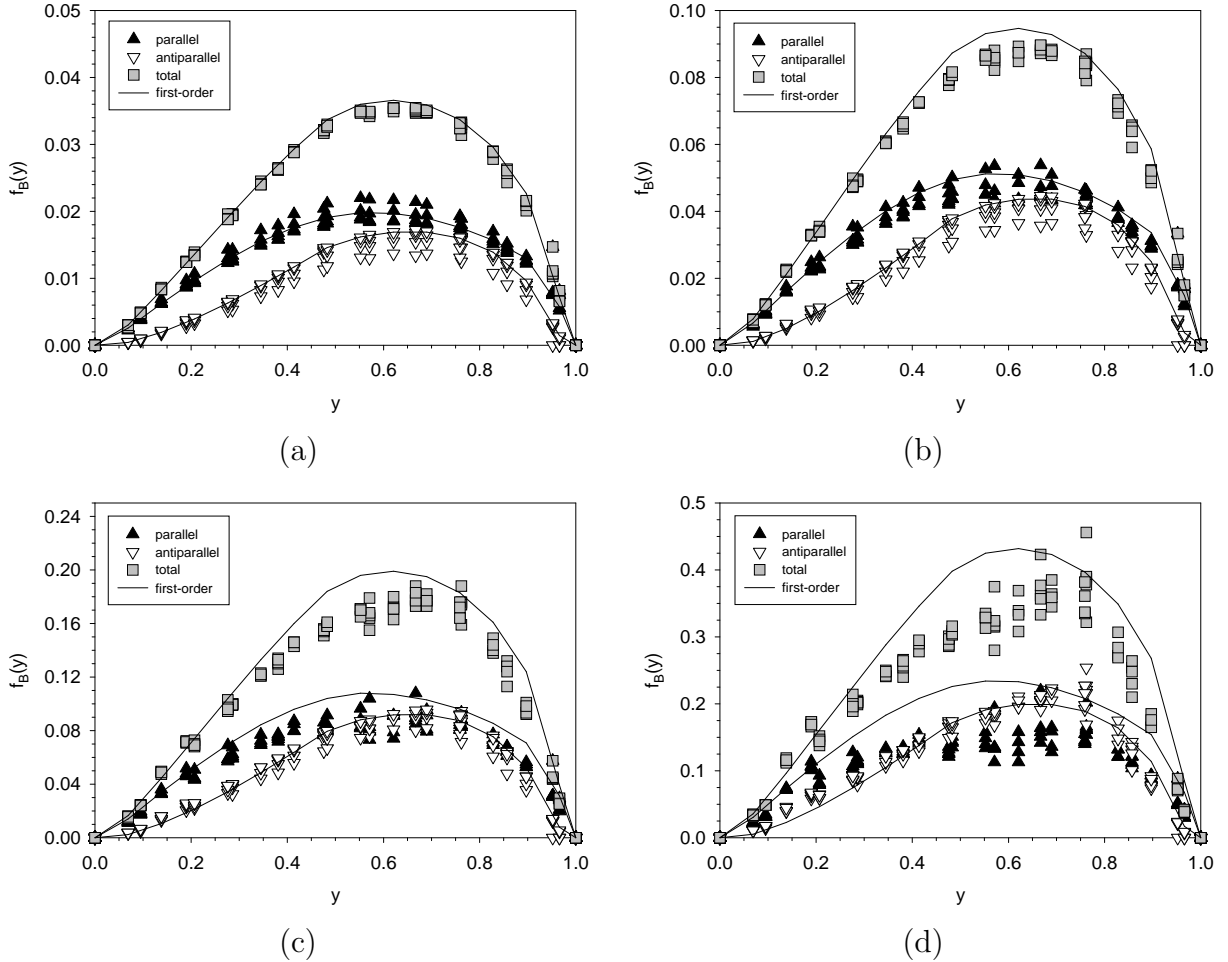 0.05
0.04
0.03
0.02
0.01
0.00
f_B(y)
parallel
antiparallel
total
first-order
0.0 0.2 0.4 0.6 0.8 1.0
y
(a)
0.10
0.08
0.06
0.04
0.02
0.00
f_B(y)
parallel
antiparallel
total
first-order
0.0 0.2 0.4 0.6 0.8 1.0
y
(b)
0.24
0.20
0.16
0.12
0.08
0.04
0.00
f_B(y)
parallel
antiparallel
total
first-order
0.0 0.2 0.4 0.6 0.8 1.0
y
(c)
0.5
0.4
0.3
0.2
0.1
0.0
f_B(y)
parallel
antiparallel
total
first-order
0.0 0.2 0.4 0.6 0.8 1.0
y
(d)